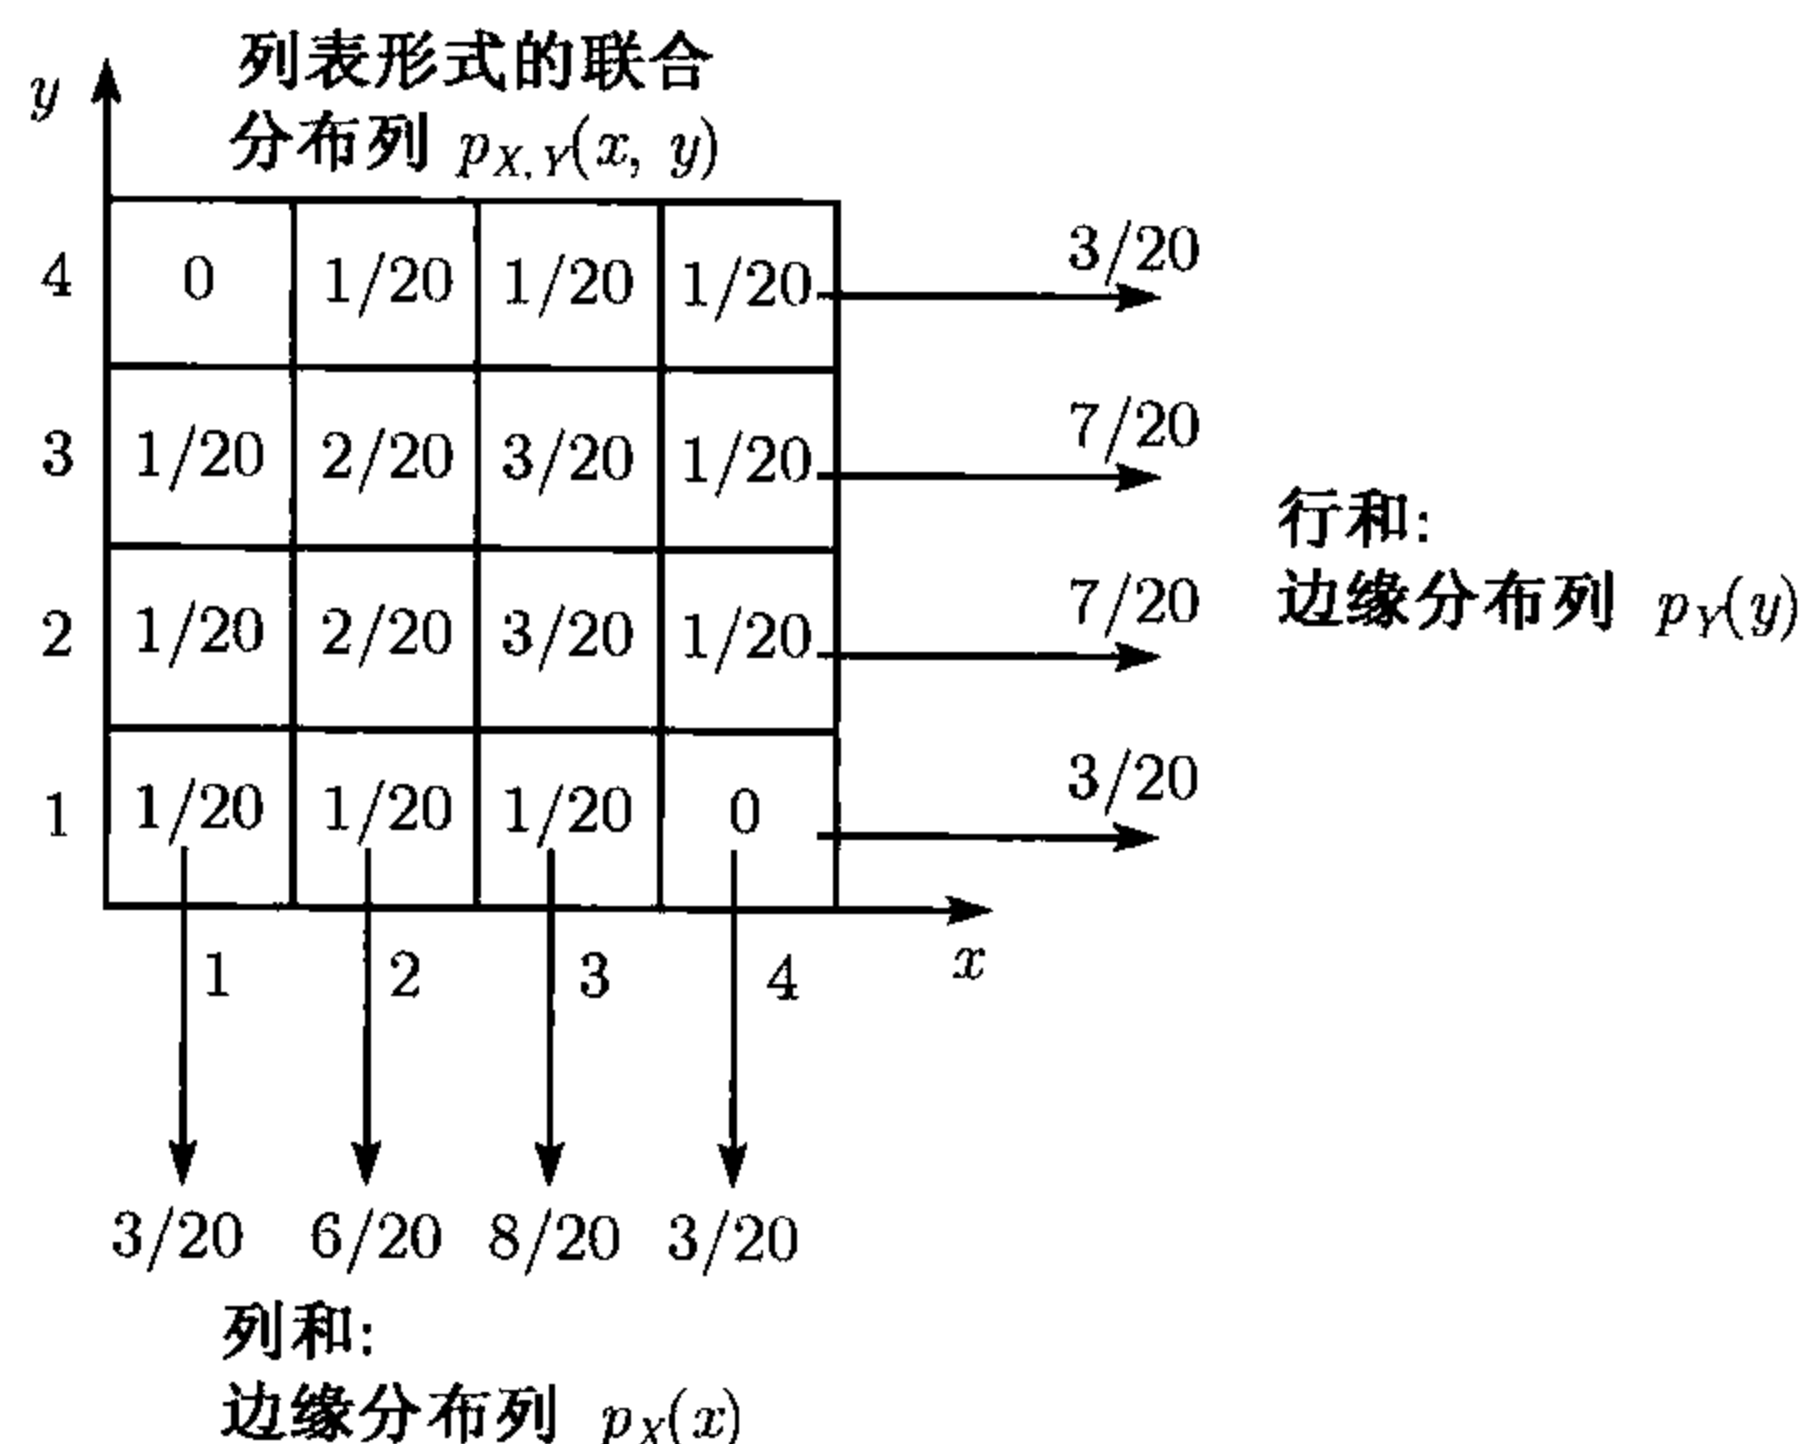 列表形式的联合
y
分布列 p_{X,Y}(x, y)
4 0 1/20 1/20 1/20 3/20
3 1/20 2/20 3/20 1/20 7/20
行和:
2 1/20 2/20 3/20 1/20 7/20
边缘分布列 p_Y(y)
1 1/20 1/20 1/20 0 3/20
1 2 3 4 x
3/20 6/20 8/20 3/20
列和:
边缘分布列 p_X(x)